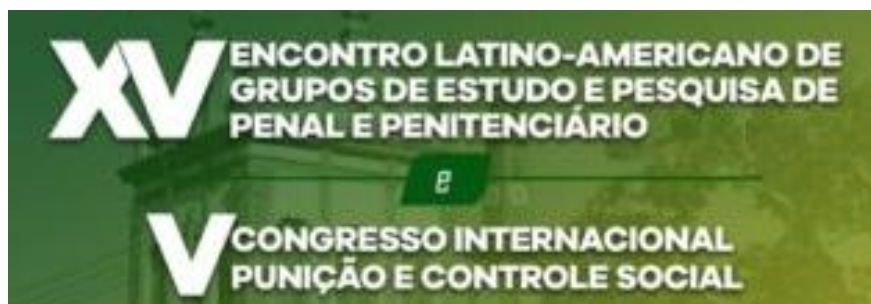 XV ENCONTRO LATINO-AMERICANO DE
GRUPOS DE ESTUDO E PESQUISA DE
PENAL E PENITENCIÁRIO
e
V CONGRESSO INTERNACIONAL
PUNIÇÃO E CONTROLE SOCIAL